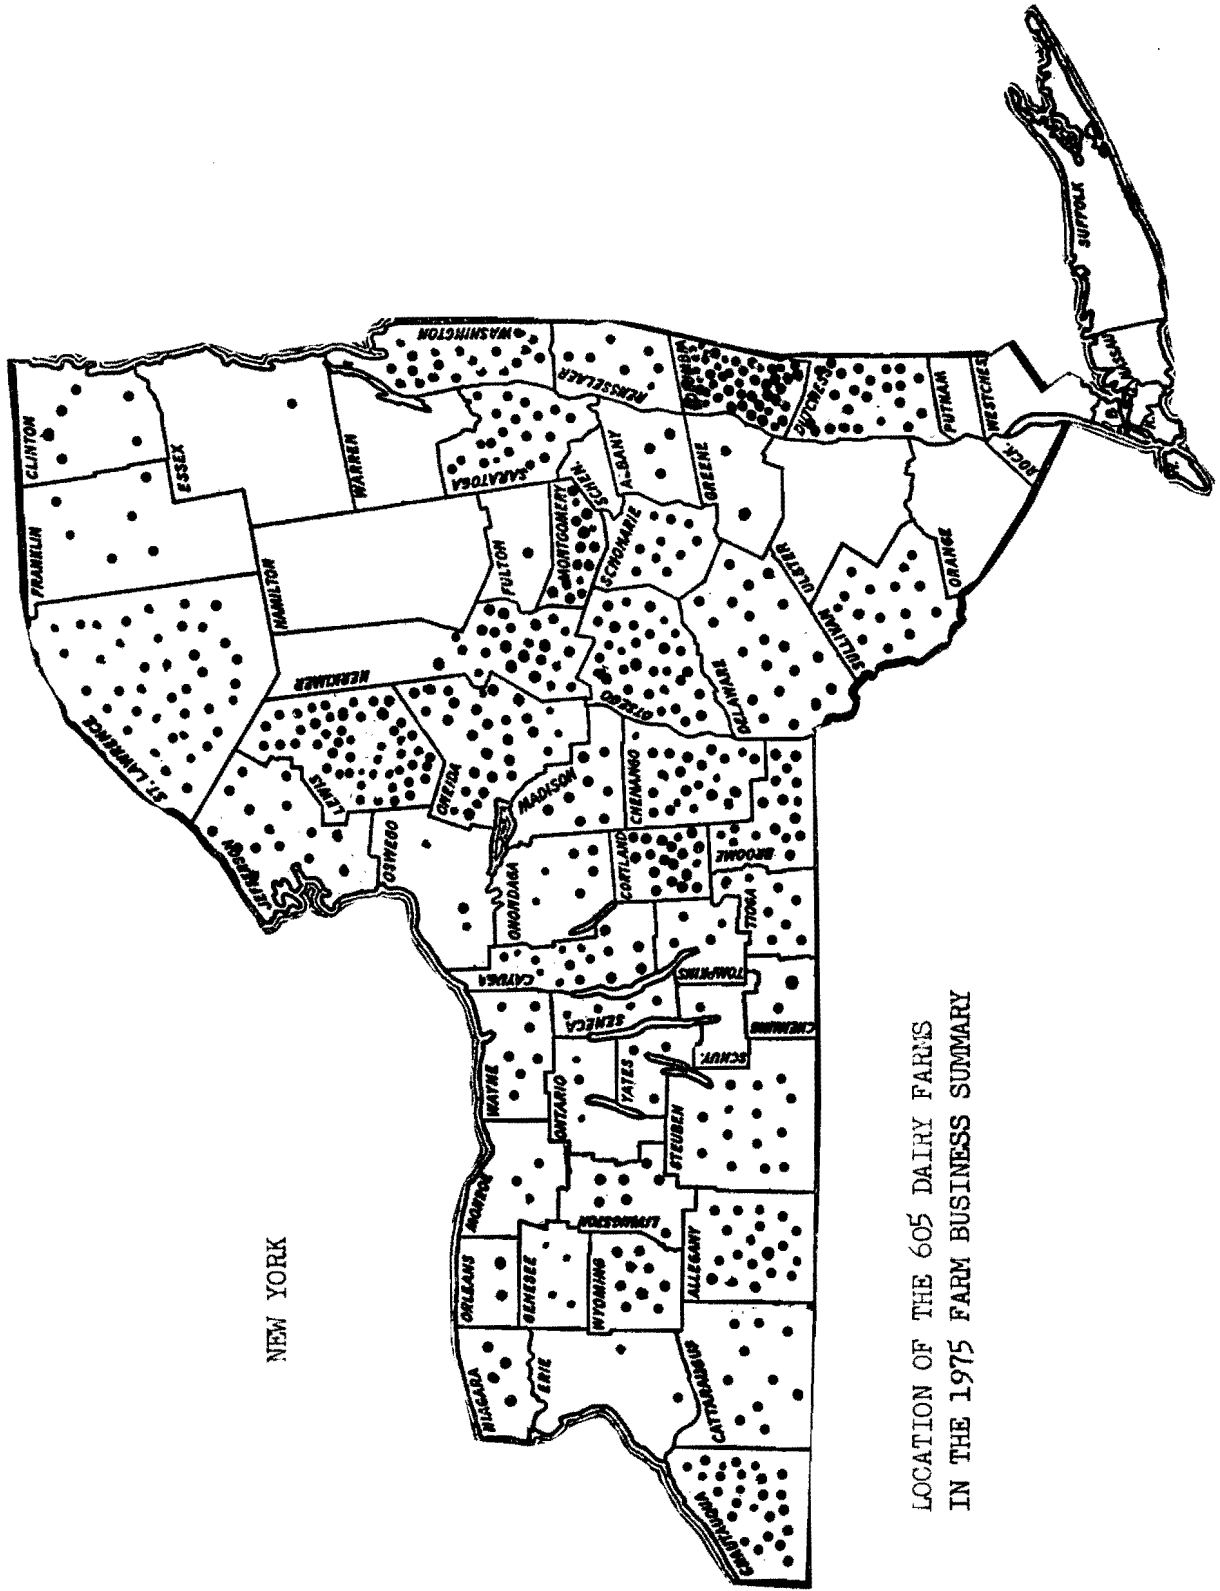 NEW YORK
CLINTON
FRANKLIN
ESSEX
ST. LAWRENCE
HAMILTON
WARREN
WASHINGTON
HERKIMER
LEWIS
JEFFERSON
OSWEGO
ONEIDA
FULTON
SARATOGA
MONTGOMERY
SCHEN.
RENSSELAER
ALBANY
SCHOHARIE
OTSEGO
MADISON
ONONDAGA
CAYUGA
WAYNE
MONROE
ORLEANS
NIAGARA
GENESEE
ERIE
WYOMING
LIVINGSTON
ONTARIO
YATES
SENECA
CORTLAND
CHENANGO
TOMPKINS
SCHUY.
STEUBEN
ALLEGANY
CATTARAUGUS
CHAUTAUQUA
CHEMUNG
TIOGA
BROOME
DELAWARE
GREENE
COLUMBIA
ULSTER
DUTCHESS
SULLIVAN
ORANGE
PUTNAM
WESTCHES
ROCK.
NASSAU
SUFFOLK
LOCATION OF THE 605 DAIRY FARMS
IN THE 1975 FARM BUSINESS SUMMARY